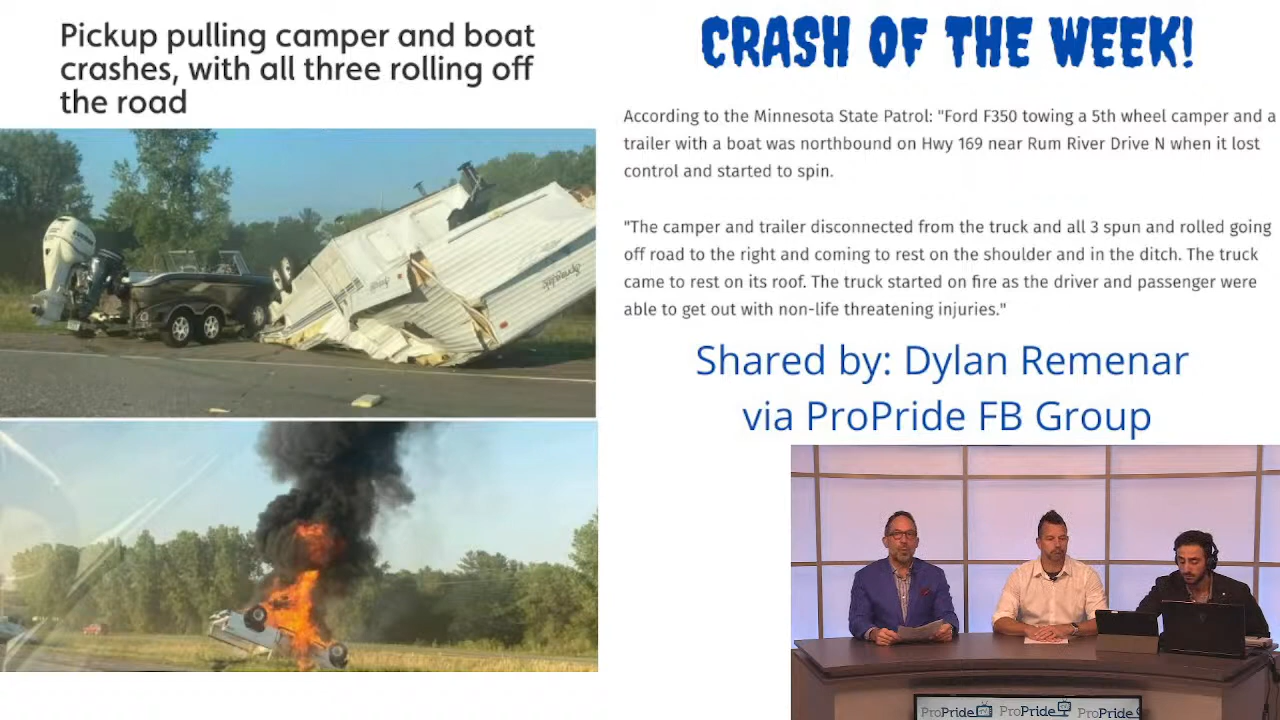 Pickup pulling camper and boat
crashes, with all three rolling off
the road
CRASH OF THE WEEK!
According to the Minnesota State Patrol: "Ford F350 towing a 5th wheel camper and a
trailer with a boat was northbound on Hwy 169 near Rum River Drive N when it lost
control and started to spin.
"The camper and trailer disconnected from the truck and all 3 spun and rolled going
off road to the right and coming to rest on the shoulder and in the ditch. The truck
came to rest on its roof. The truck started on fire as the driver and passenger were
able to get out with non-life threatening injuries."
Shared by: Dylan Remenar
via ProPride FB Group
ProPride ProPride ProPride